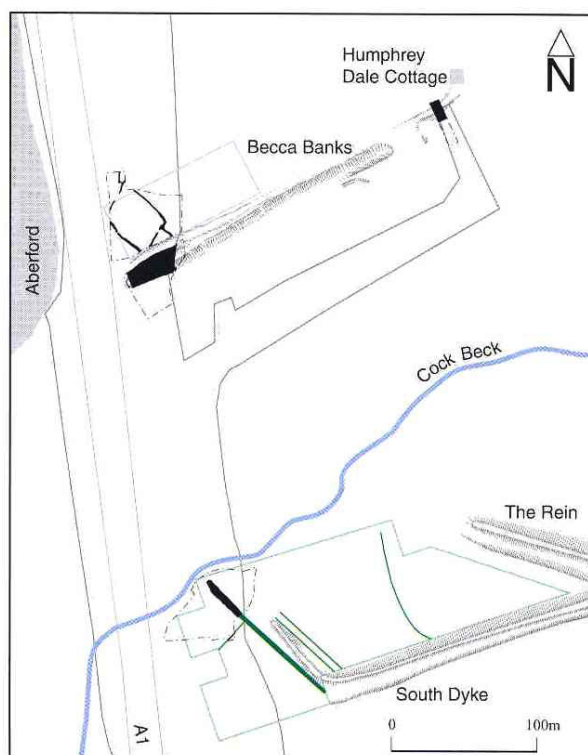 Humphrey
Dale Cottage
N
Becca Banks
Aberford
Cock Beck
The Rein
South Dyke
A1
0 100m